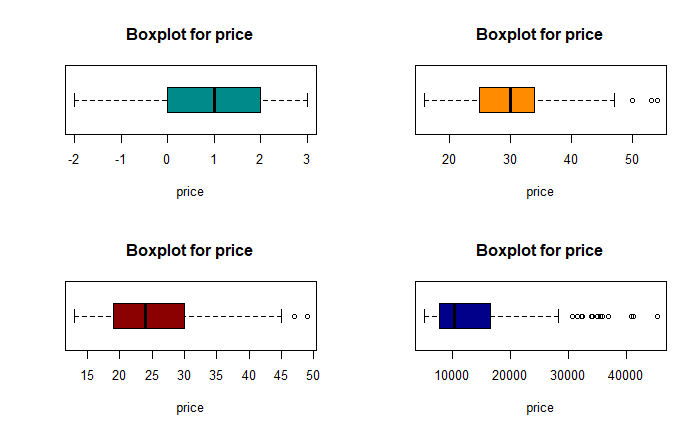 Boxplot for price
-2 -1 0 1 2 3
price
Boxplot for price
20 30 40 50
price
Boxplot for price
15 20 25 30 35 40 45 50
price
Boxplot for price
10000 20000 30000 40000
price